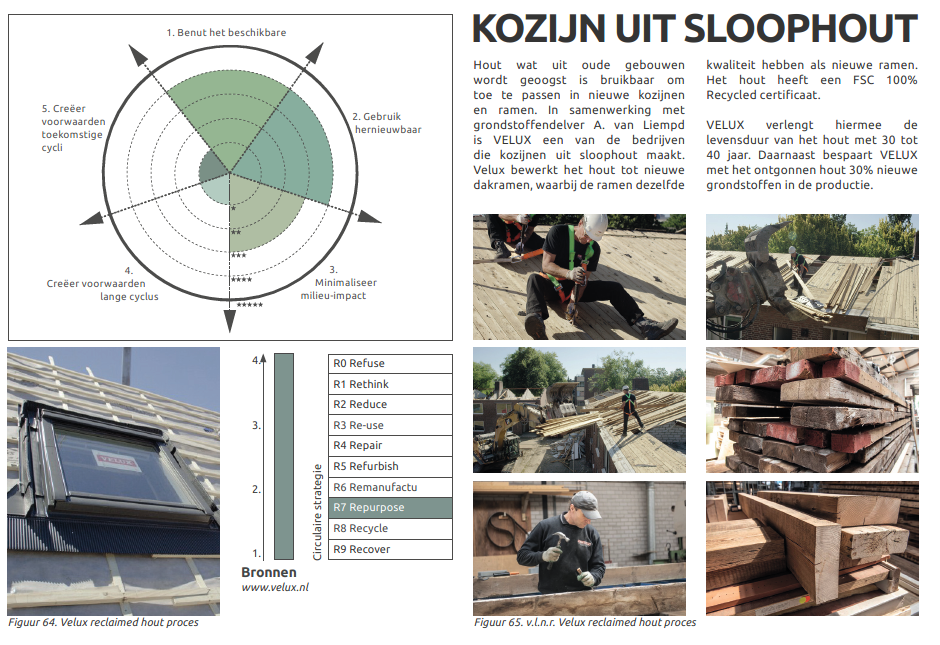 1. Benut het beschikbare
2. Gebruik
hernieuwbaar
3.
Minimaliseer
milieu-impact
4.
Creëer voorwaarden
lange cyclus
5. Creëer
voorwaarden
toekomstige
cycli
*
**
***
****
*****
VELUX
4.
3.
2.
1.
Circulaire strategie
R0 Refuse
R1 Rethink
R2 Reduce
R3 Re-use
R4 Repair
R5 Refurbish
R6 Remanufactu
R7 Repurpose
R8 Recycle
R9 Recover
Bronnen
www.velux.nl
Figuur 64. Velux reclaimed hout proces
KOZIJN UIT SLOOPHOUT
Hout wat uit oude gebouwen
wordt geoogst is bruikbaar om
toe te passen in nieuwe kozijnen
en ramen. In samenwerking met
grondstoffendelver A. van Liempd
is VELUX een van de bedrijven
die kozijnen uit sloophout maakt.
Velux bewerkt het hout tot nieuwe
dakramen, waarbij de ramen dezelfde
kwaliteit hebben als nieuwe ramen.
Het hout heeft een FSC 100%
Recycled certificaat.
VELUX verlengt hiermee de
levensduur van het hout met 30 tot
40 jaar. Daarnaast bespaart VELUX
met het ontgonnen hout 30% nieuwe
grondstoffen in de productie.
Figuur 65. v.l.n.r. Velux reclaimed hout proces